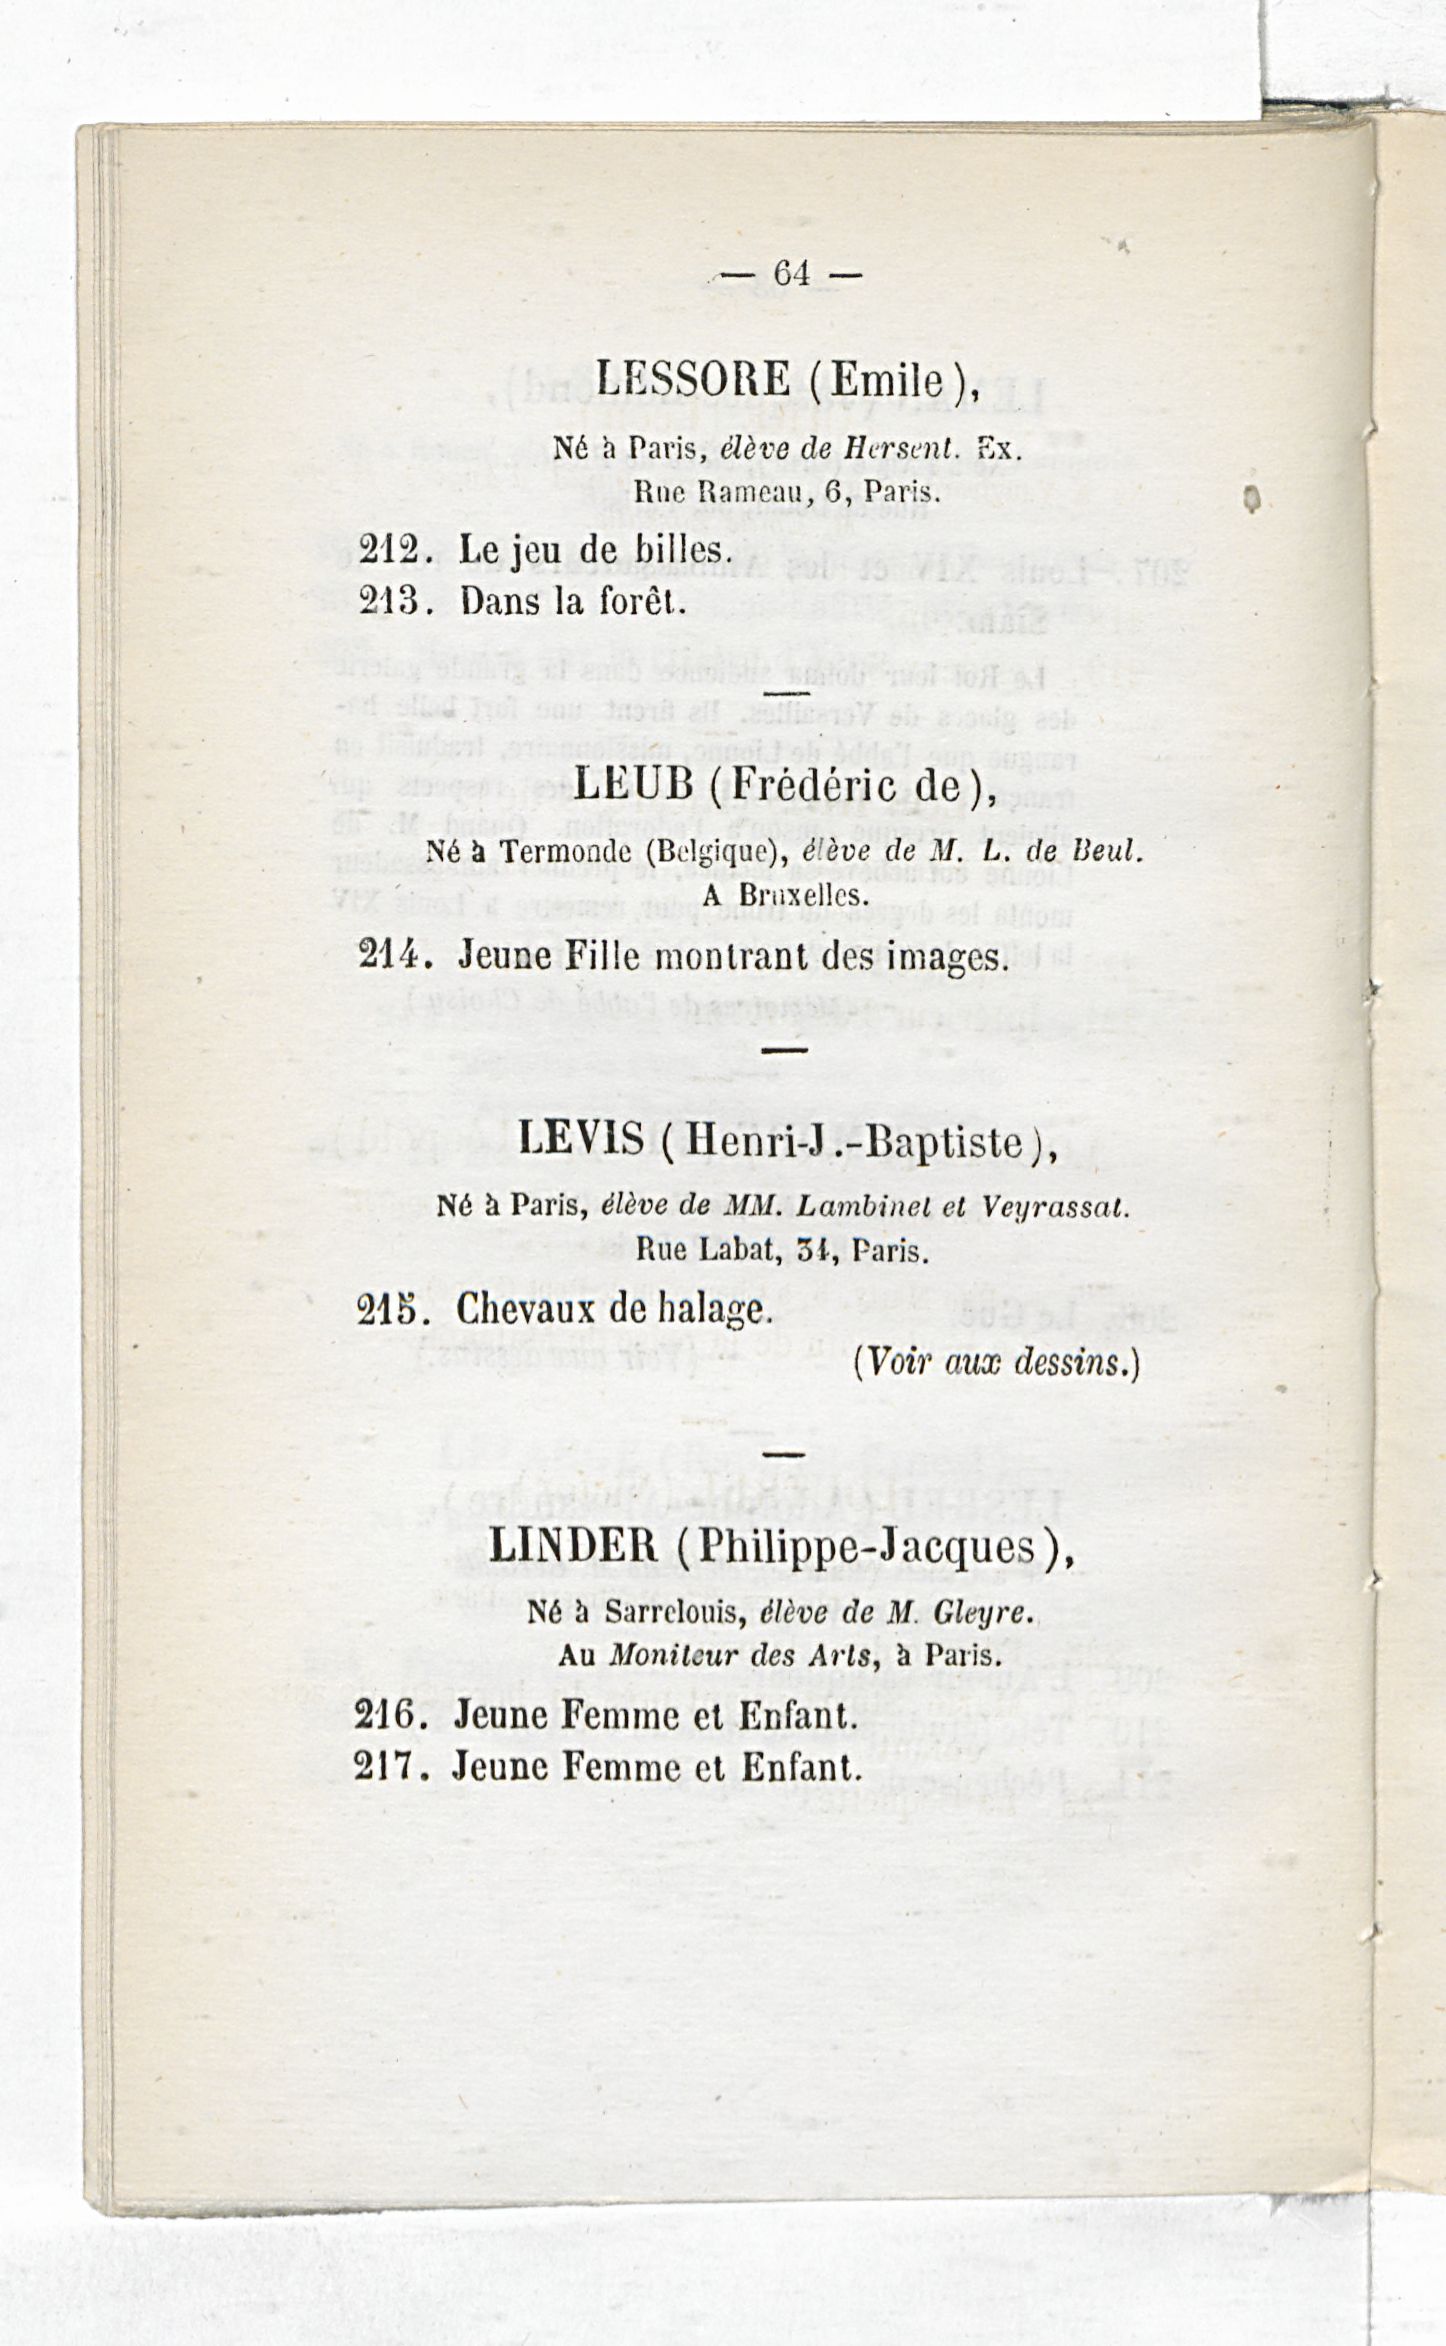 — 64 —
LESSORE (Emile),
Né à Paris, élève de Hersent. Ex.
Rue Rameau, 6, Paris.
212. Le jeu de billes.
213. Dans la forêt.
LEUB (Frédéric de),
Né à Termonde (Belgique), élève de M. L. de Beul.
A Bruxelles.
214. Jeune Fille montrant des images.
LEVIS (Henri-J.-Baptiste),
Né à Paris, élève de MM. Lambinet et Veyrassat.
Rue Labat, 34, Paris.
215. Chevaux de halage.
(Voir aux dessins.)
LINDER (Philippe-Jacques),
Né à Sarrelouis, élève de M. Gleyre.
Au Moniteur des Arts, à Paris.
216. Jeune Femme et Enfant.
217. Jeune Femme et Enfant.